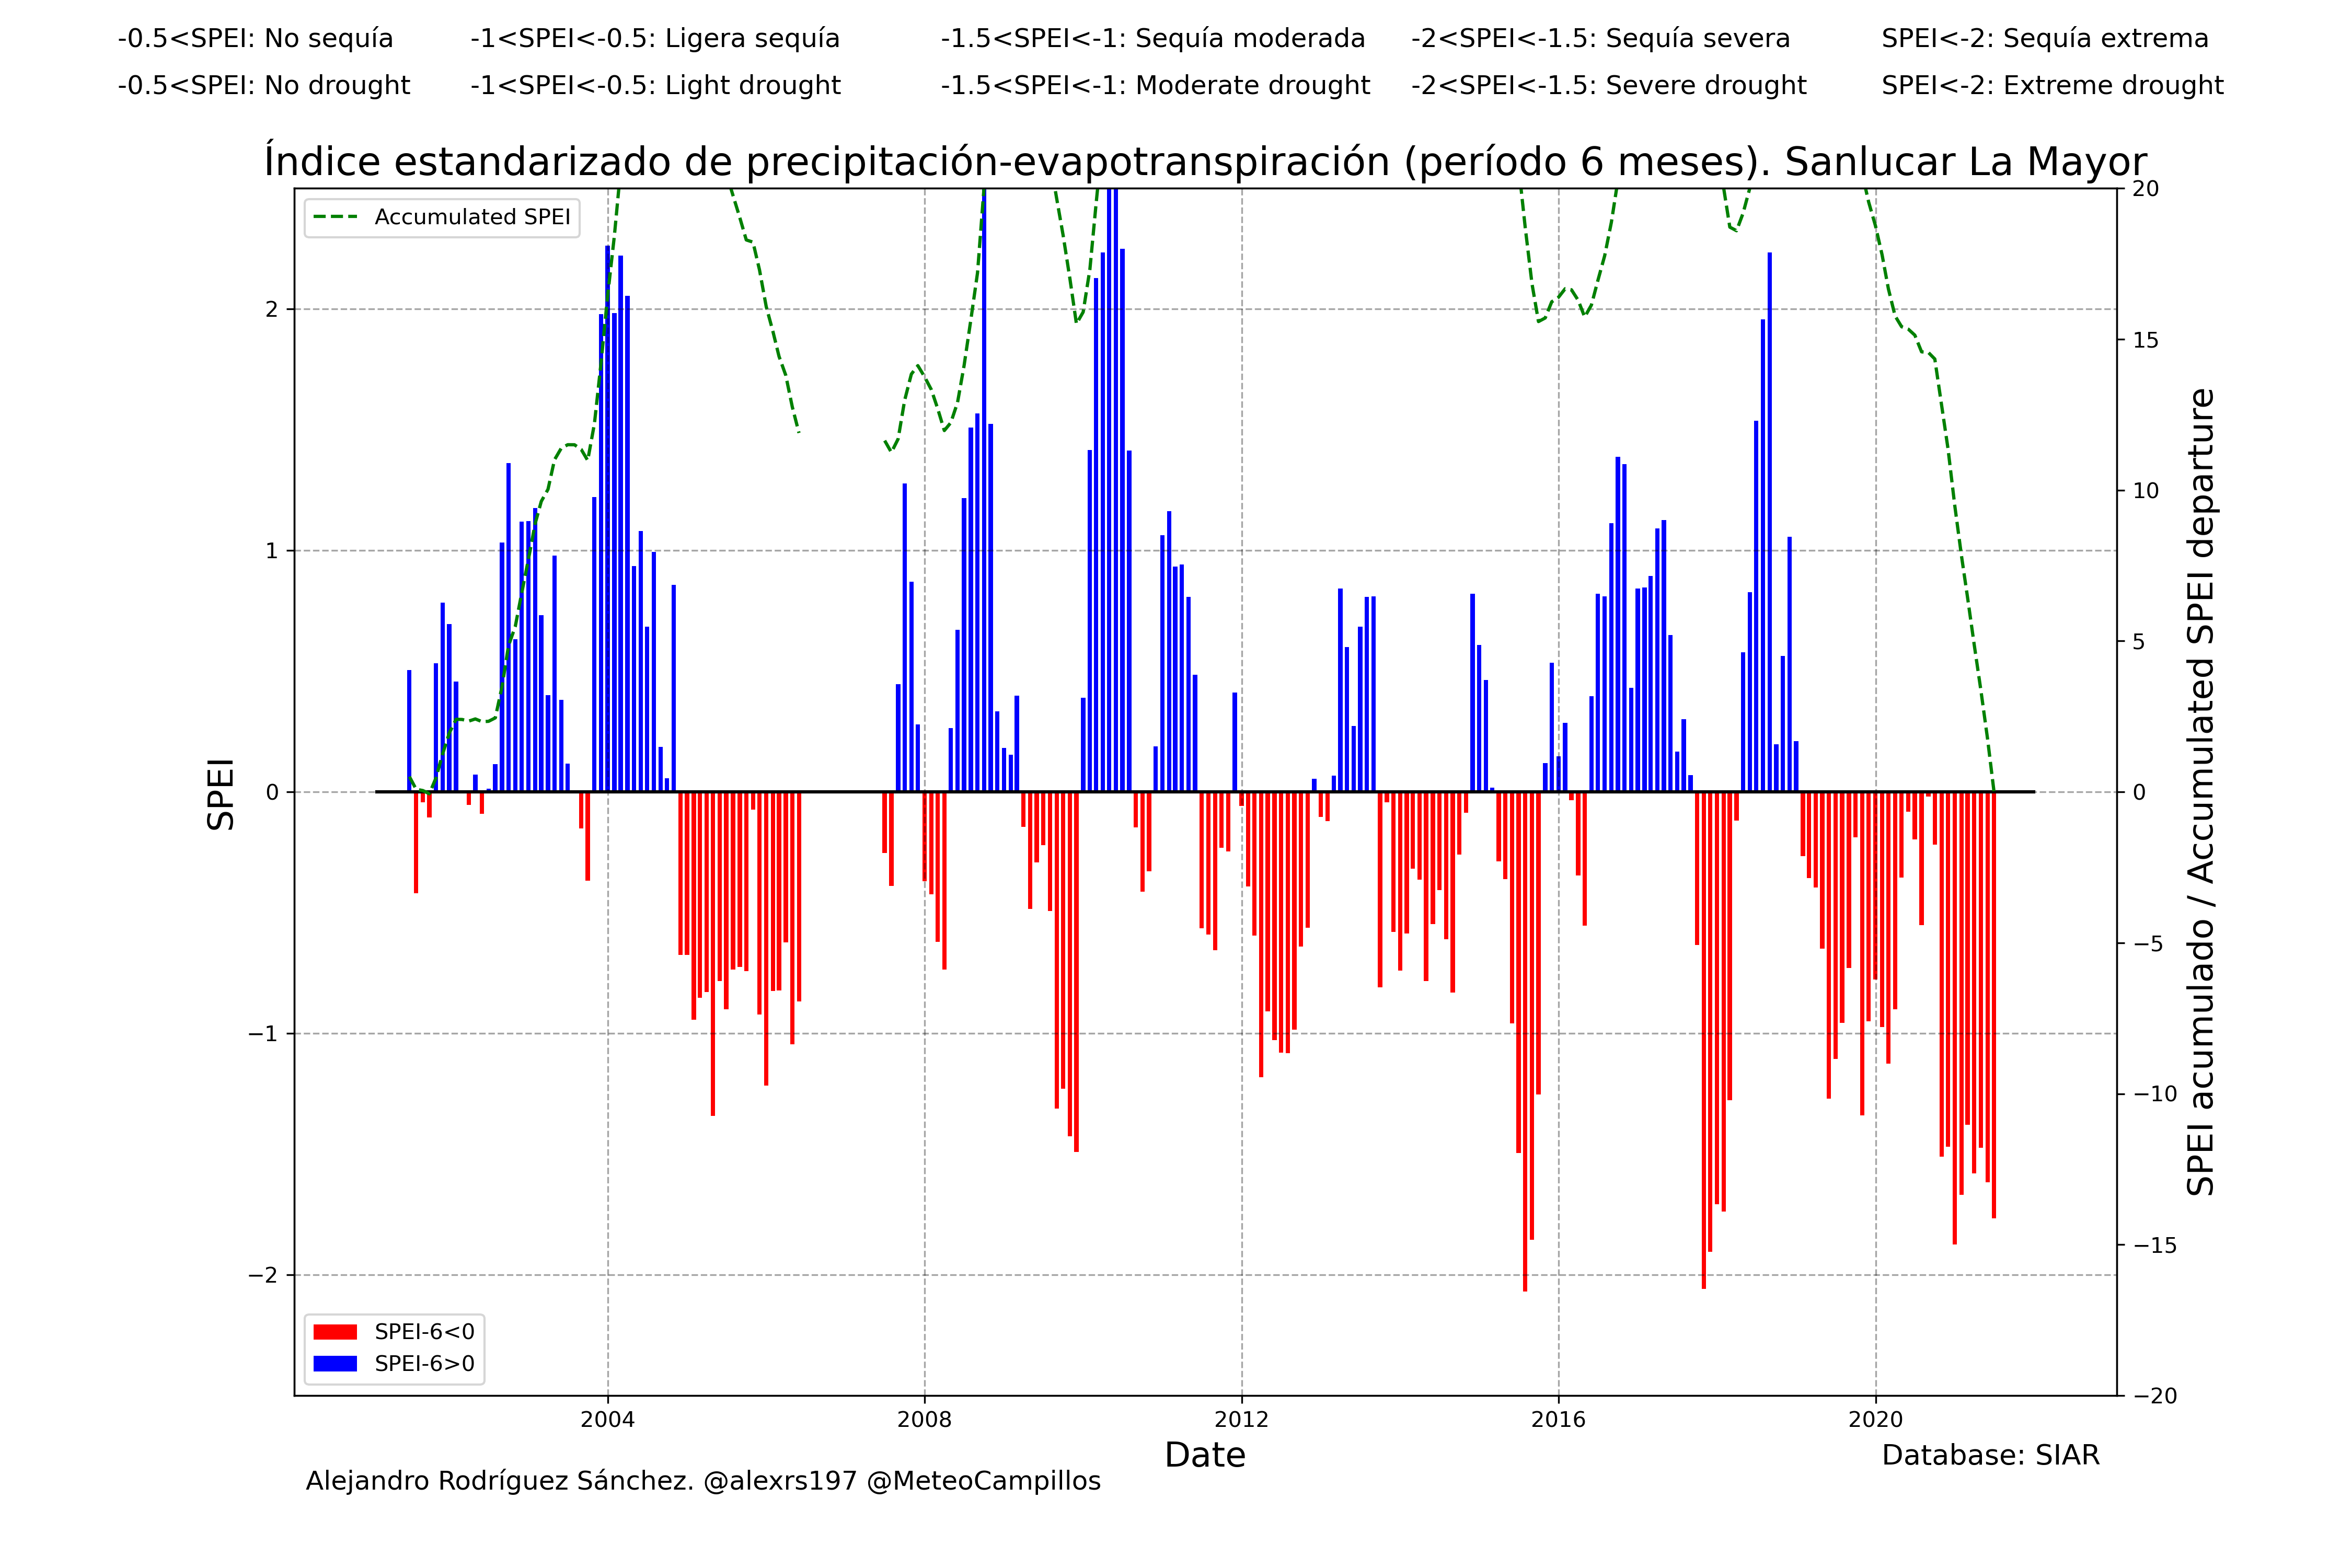 -0.5<SPEI: No sequía
-1<SPEI<-0.5: Ligera sequía
-1.5<SPEI<-1: Sequía moderada
-2<SPEI<-1.5: Sequía severa
SPEI<-2: Sequía extrema
-0.5<SPEI: No drought
-1<SPEI<-0.5: Light drought
-1.5<SPEI<-1: Moderate drought
-2<SPEI<-1.5: Severe drought
SPEI<-2: Extreme drought
Índice estandarizado de precipitación-evapotranspiración (período 6 meses). Sanlucar La Mayor
Accumulated SPEI
SPEI
2
1
0
−1
−2
20
15
10
5
0
−5
−10
−15
−20
SPEI acumulado / Accumulated SPEI departure
SPEI-6<0
SPEI-6>0
2004
2008
2012
2016
2020
Date
Database: SIAR
Alejandro Rodríguez Sánchez. @alexrs197 @MeteoCampillos